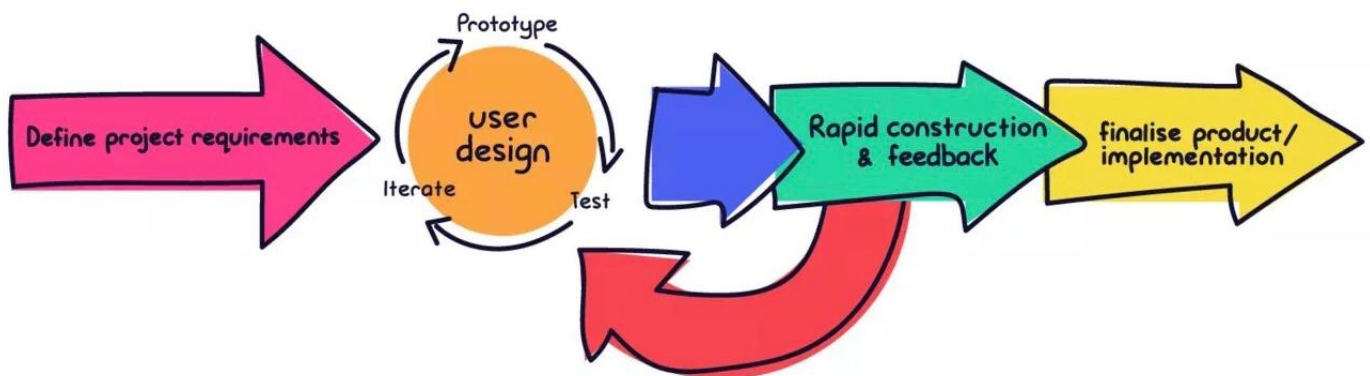 Define project requirements
Prototype
user
design
Iterate
Test
Rapid construction
& feedback
finalise product/
implementation